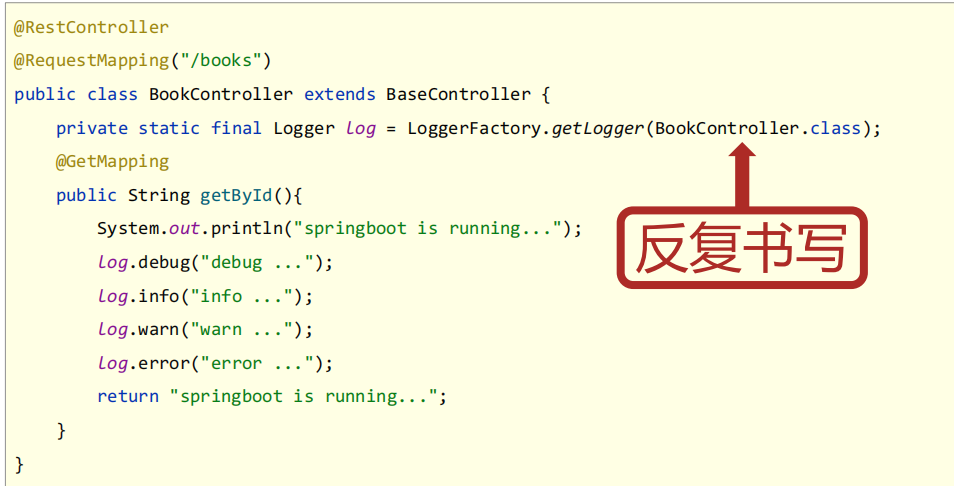 @RestController
@RequestMapping("/books")
public class BookController extends BaseController {
    private static final Logger log = LoggerFactory.getLogger(BookController.class);
    @GetMapping
    public String getById(){
        System.out.println("springboot is running...");
        log.debug("debug ...");
        log.info("info ...");
        log.warn("warn ...");
        log.error("error ...");
        return "springboot is running...";
    }
}
反复书写